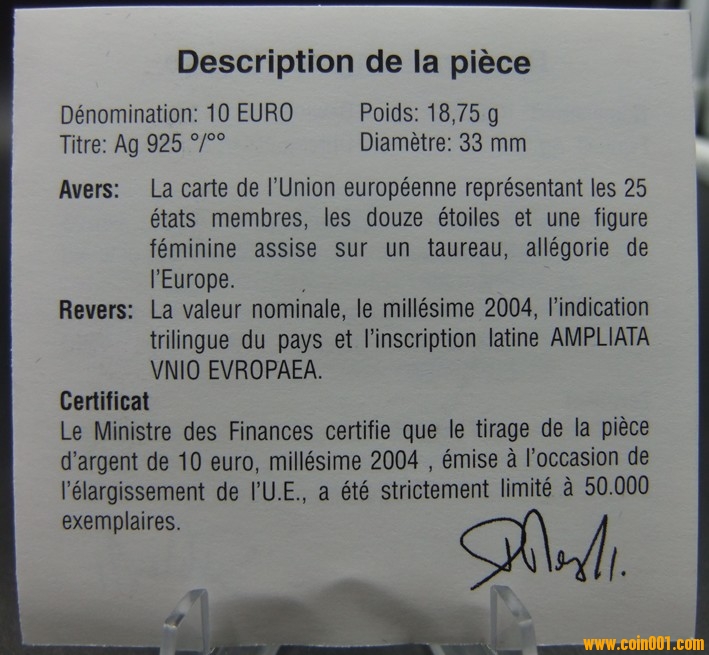 Description de la pièce
Dénomination: 10 EURO Poids: 18,75 g
Titre: Ag 925 °/°° Diamètre: 33 mm
Avers: La carte de l'Union européenne représentant les 25
états membres, les douze étoiles et une figure
féminine assise sur un taureau, allégorie de
l'Europe.
Revers: La valeur nominale, le millésime 2004, l'indication
trilingue du pays et l'inscription latine AMPLIATA
VNIO EVROPAEA.
Certificat
Le Ministre des Finances certifie que le tirage de la pièce
d'argent de 10 euro, millésime 2004 , émise à l'occasion de
l'élargissement de l'U.E., a été strictement limité à 50.000
exemplaires.
www.coin001.com